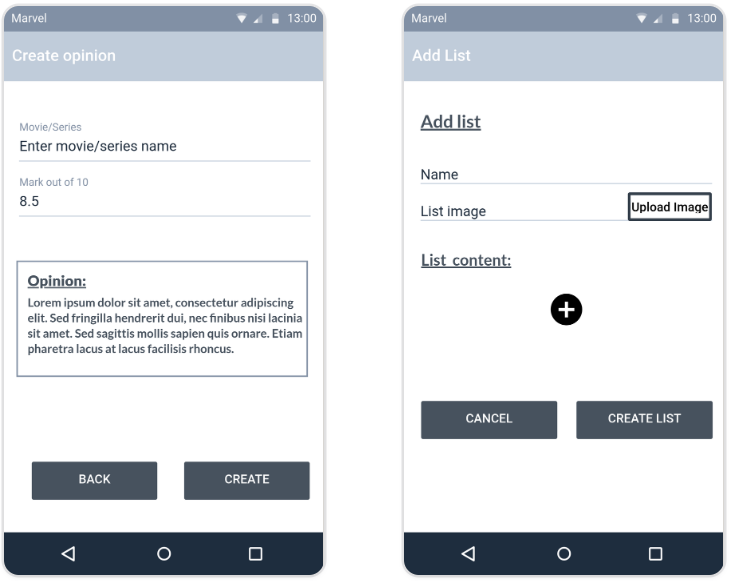 Marvel 13:00
Create opinion
Movie/Series
Enter movie/series name
Mark out of 10
8.5
Opinion:
Lorem ipsum dolor sit amet, consectetur adipiscing
elit. Sed fringilla hendrerit dui, nec finibus nisi lacinia
sit amet. Sed sagittis mollis sapien quis ornare. Etiam
pharetra lacus at lacus facilisis rhoncus.
BACK CREATE
Marvel 13:00
Add List
Add list
Name
List image Upload Image
List content:
CANCEL CREATE LIST